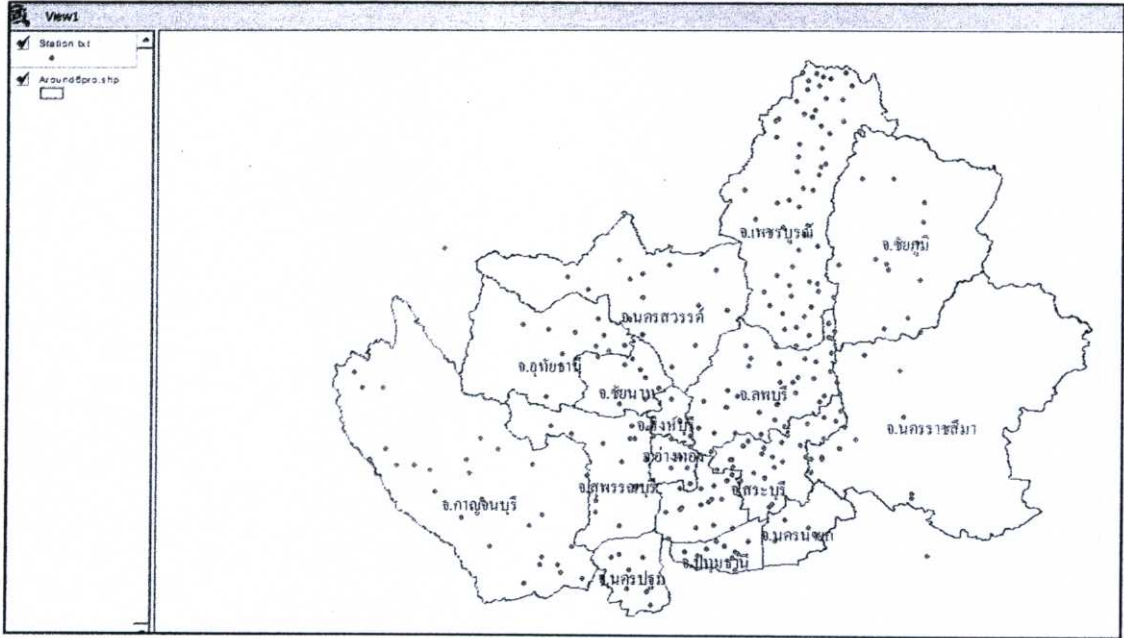 View1
Station.txt
Around8pro.shp
จ.เพชรบูรณ์
จ.ชัยภูมิ
จ.นครสวรรค์
จ.อุทัยธานี
จ.ชัยนาท
จ.ลพบุรี
จ.สิงห์บุรี
จ.นครราชสีมา
จ.อ่างทอง
จ.สุพรรณบุรี
จ.สระบุรี
จ.กาญจนบุรี
จ.นครนายก
จ.ปทุมธานี
จ.นครปฐม